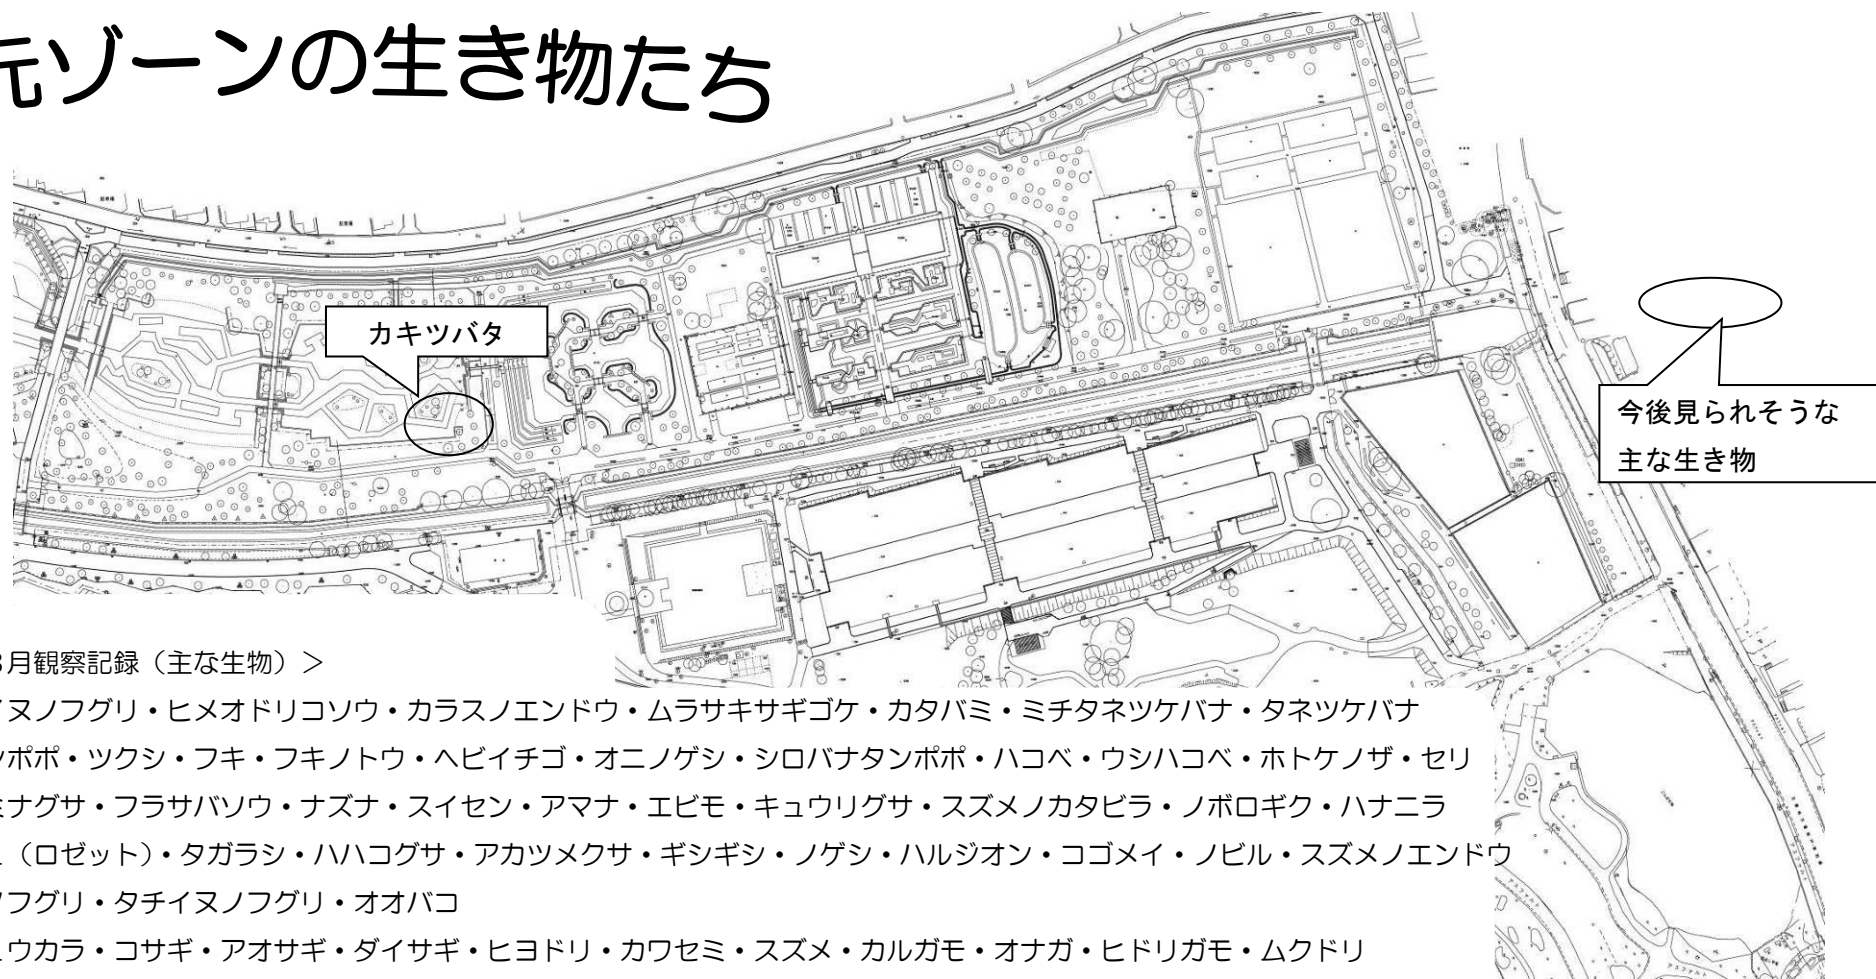 元ゾーンの生き物たち
カキツバタ
今後見られそうな
主な生き物
月観察記録（主な生物）＞
イヌノフグリ・ヒメオドリコソウ・カラスノエンドウ・ムラサキサギゴケ・カタバミ・ミチタネツケバナ・タネツケバナ
ンポポ・ツクシ・フキ・フキノトウ・ヘビイチゴ・オニノゲシ・シロバナタンポポ・ハコベ・ウシハコベ・ホトケノザ・セリ
ミナグサ・フラサバソウ・ナズナ・スイセン・アマナ・エビモ・キュウリグサ・スズメノカタビラ・ノボロギク・ハナニラ
（ロゼット）・タガラシ・ハハコグサ・アカツメクサ・ギシギシ・ノゲシ・ハルジオン・コゴメイ・ノビル・スズメノエンドウ
ノフグリ・タチイヌノフグリ・オオバコ
ュウカラ・コサギ・アオサギ・ダイサギ・ヒヨドリ・カワセミ・スズメ・カルガモ・オナガ・ヒドリガモ・ムクドリ